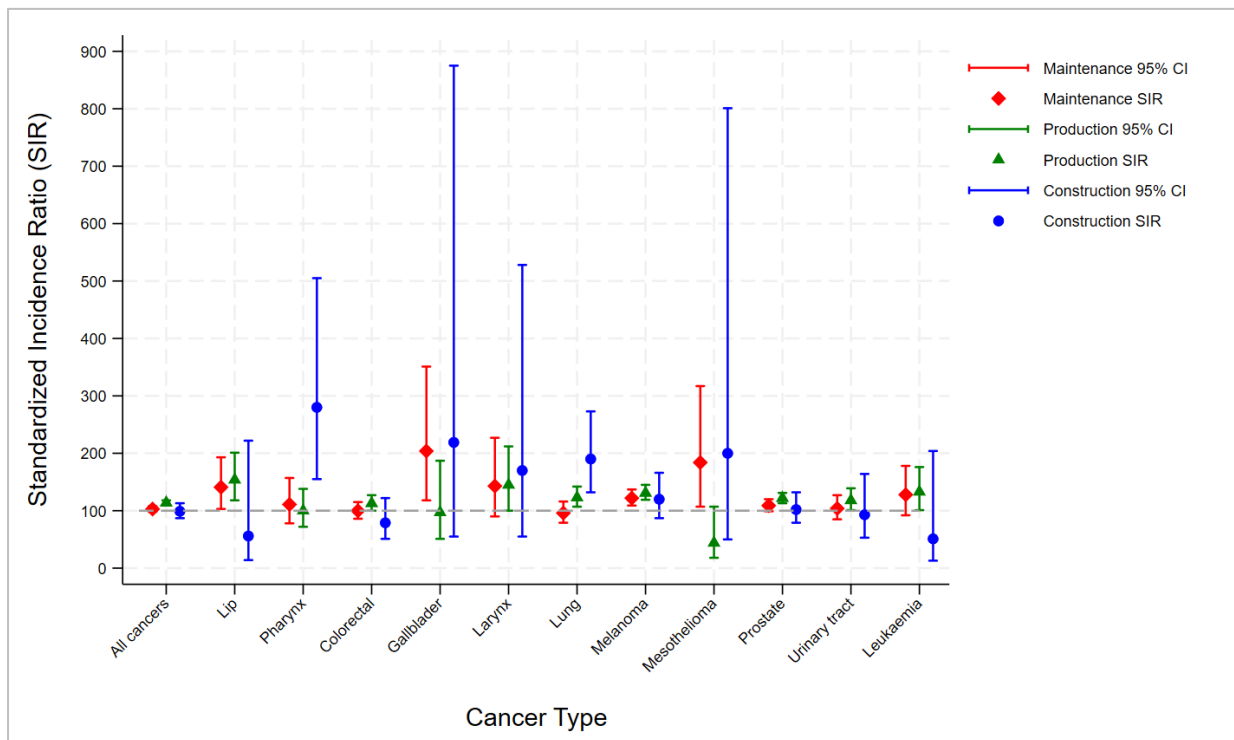 Standardized Incidence Ratio (SIR)
900
800
700
600
500
400
300
200
100
0
All cancers
Lip
Pharynx
Colorectal
Gallblader
Larynx
Lung
Melanoma
Mesothelioma
Prostate
Urinary tract
Leukaemia
Cancer Type
Maintenance 95% CI
Maintenance SIR
Production 95% CI
Production SIR
Construction 95% CI
Construction SIR